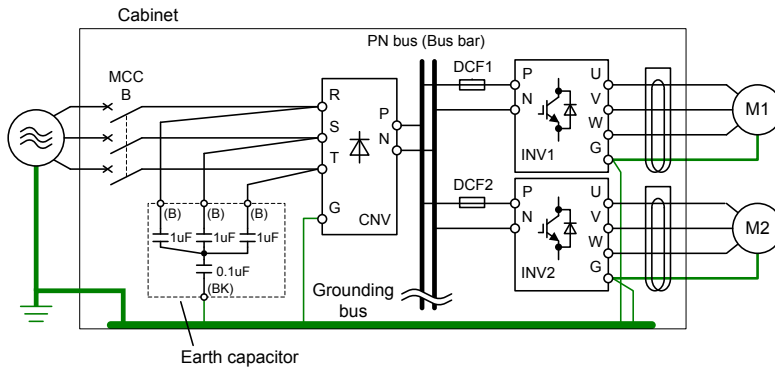 Cabinet
MCC
B
PN bus (Bus bar)
DCF1
DCF2
R
S
T
G
P
N
CNV
P
N
U
V
W
G
INV1
M1
P
N
U
V
W
G
INV2
M2
(B)
(B)
(B)
1uF
1uF
1uF
0.1uF
(BK)
Grounding
bus
Earth capacitor